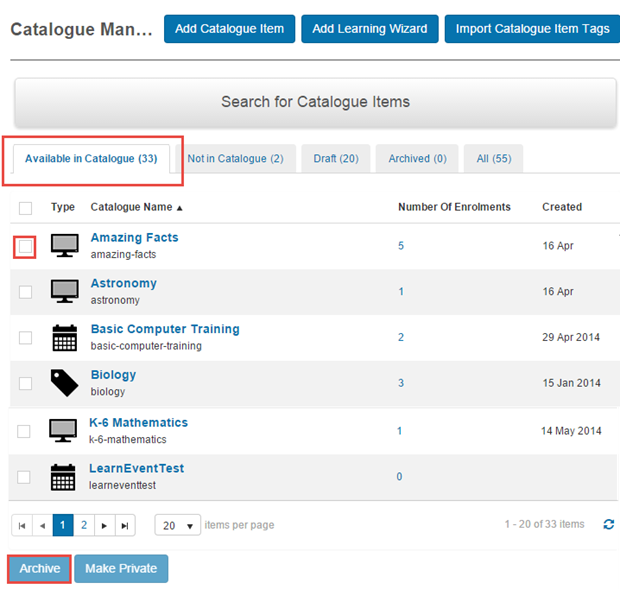 Catalogue Man... Add Catalogue Item Add Learning Wizard Import Catalogue Item Tags
Search for Catalogue Items
Available in Catalogue (33) Not in Catalogue (2) Draft (20) Archived (0) All (55)
Type Catalogue Name ▲ Number Of Enrolments Created
Amazing Facts 5 16 Apr
amazing-facts
Astronomy 1 16 Apr
astronomy
Basic Computer Training 2 29 Apr 2014
basic-computer-training
Biology 3 15 Jan 2014
biology
K-6 Mathematics 1 14 May 2014
k-6-mathematics
LearnEventTest 0
learneventtest
1 2 20 items per page 1 - 20 of 33 items
Archive Make Private